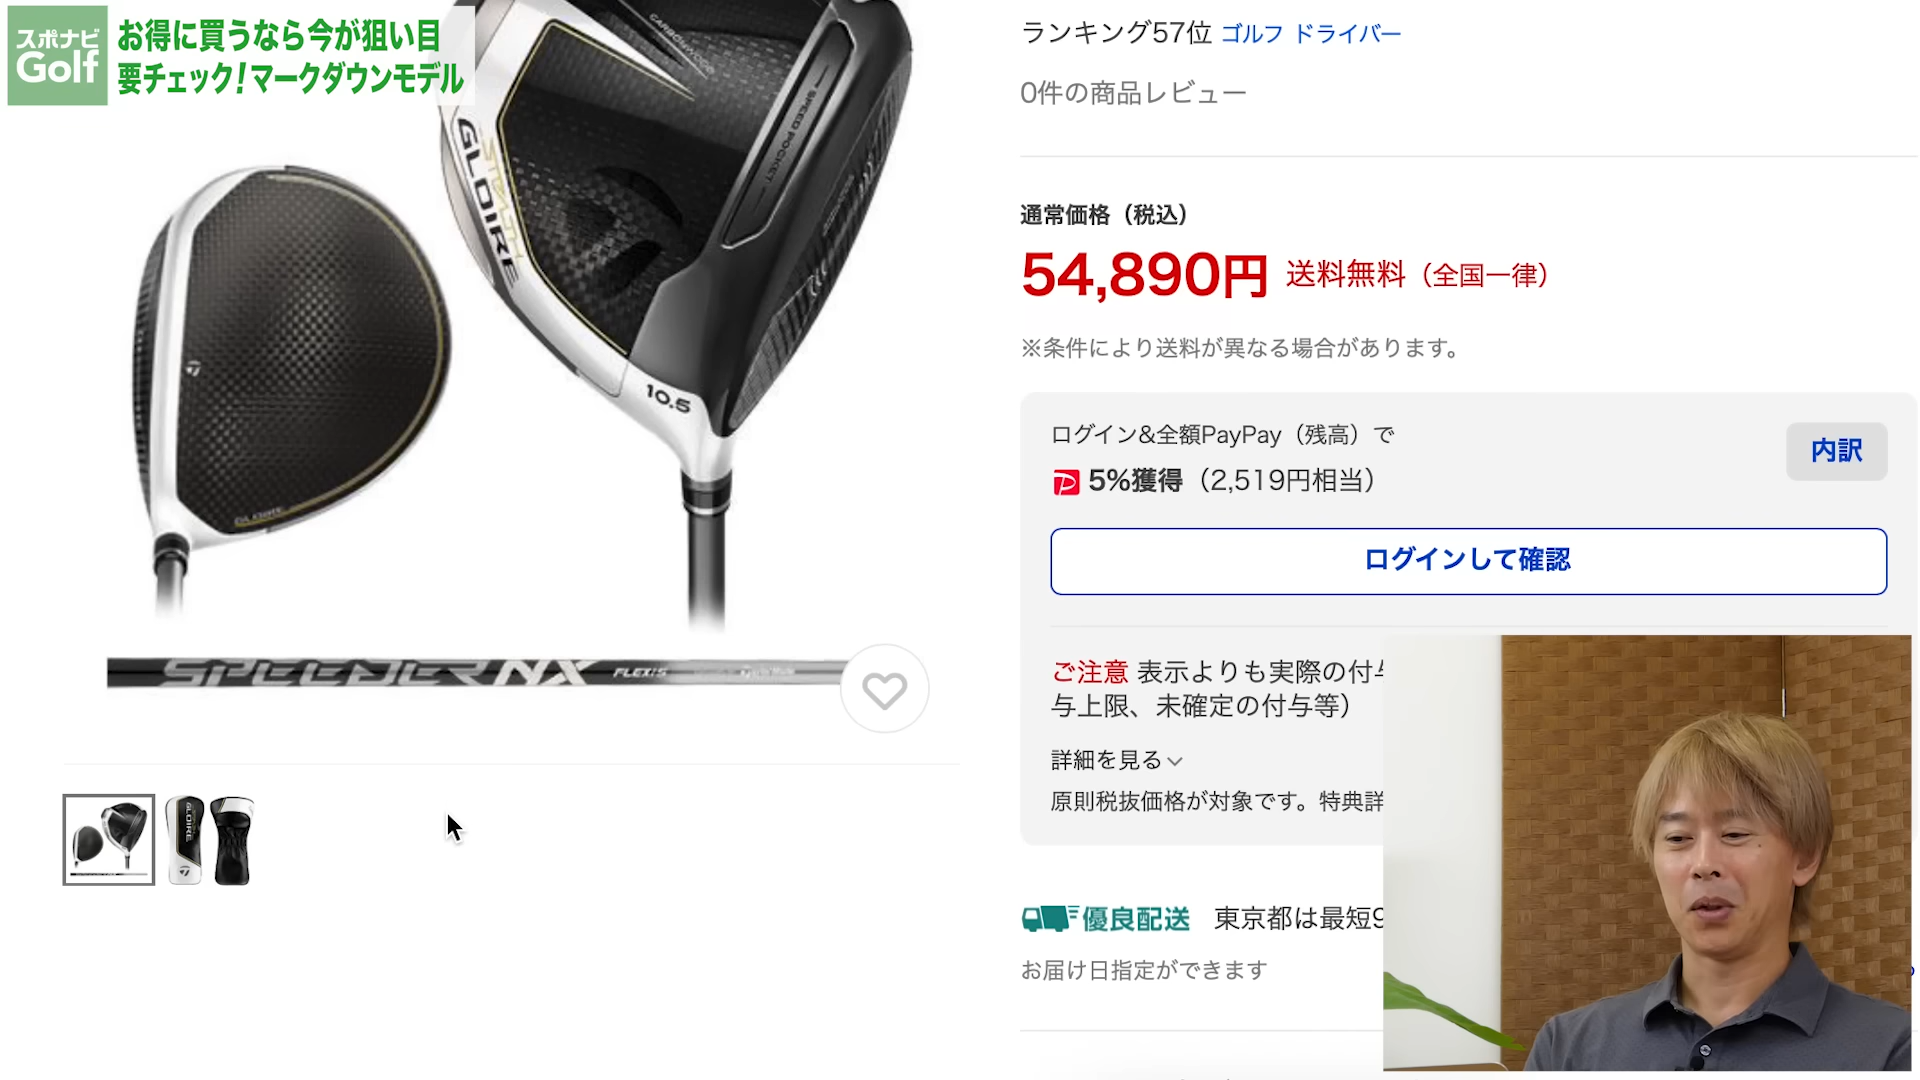 スポナビ
Golf
お得に買うなら今が狙い目
要チェック!マークダウンモデル
CARBONWOOD
SPEED POCKET
STEALTH
GLOIRE
10.5
GLOIRE
SPEEDER NX FLEX:S
GLOIRE
ランキング57位 ゴルフ ドライバー
0件の商品レビュー
通常価格（税込）
54,890円 送料無料（全国一律）
※条件により送料が異なる場合があります。
ログイン&全額PayPay（残高）で
5%獲得（2,519円相当）
内訳
ログインして確認
ご注意 表示よりも実際の付与
与上限、未確定の付与等）
詳細を見る
原則税抜価格が対象です。特典詳
優良配送 東京都は最短9
お届け日指定ができます